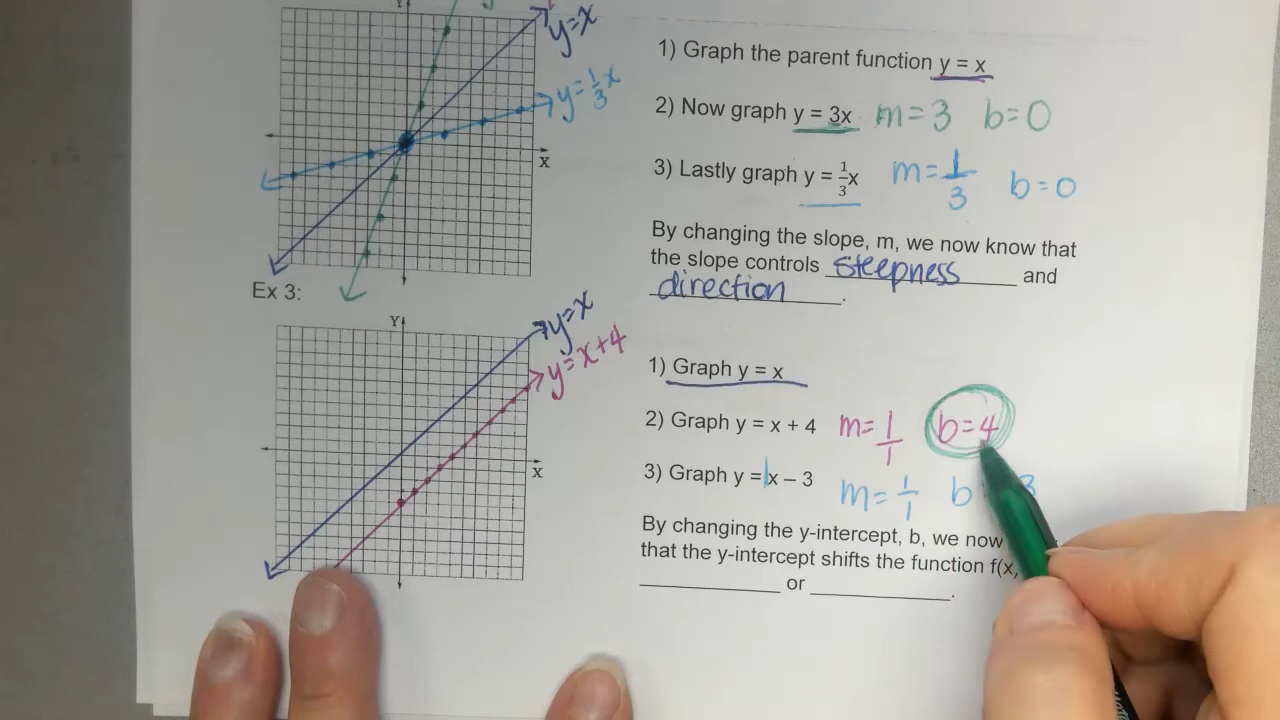 Y
y=x
y=1/3x
x
1) Graph the parent function y = x
2) Now graph y = 3x m=3 b=0
3) Lastly graph y = 1/3x m=1/3 b=0
By changing the slope, m, we now know that
the slope controls steepness and
direction.
Ex 3:
Y
y=x
y=x+4
x
1) Graph y = x
2) Graph y = x + 4 m=1/1 b=4
3) Graph y = 1x – 3 m=1/1 b 3
By changing the y-intercept, b, we now
that the y-intercept shifts the function f(x,
or .